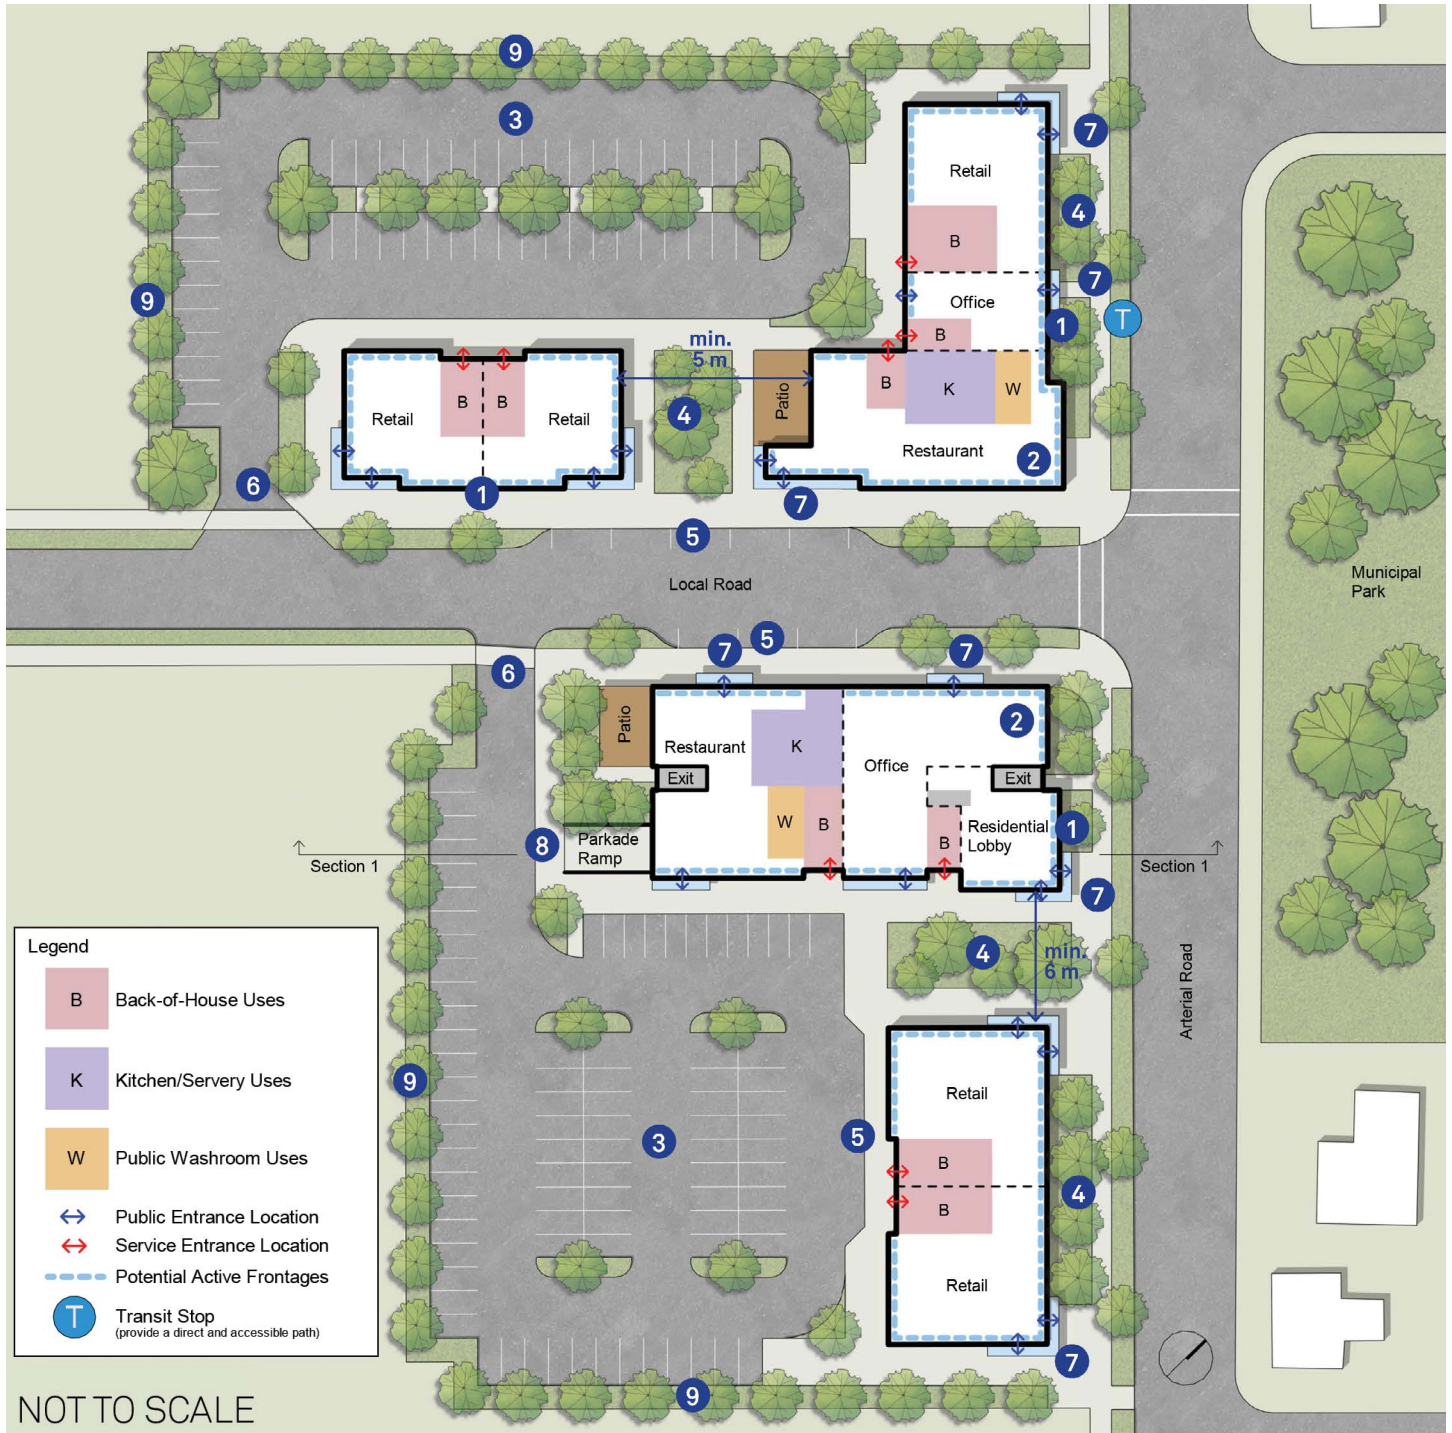 9
3
7
Retail
4
B
7
9
Office
1
T
min.
5 m
B
B
K
W
Patio
Retail
B
B
Retail
4
Restaurant
2
6
1
7
5
Local Road
Municipal
Park
5
7
7
6
Patio
2
Restaurant
K
Office
Exit
Exit
W
B
Residential
Lobby
1
B
8
Parkade
Ramp
Section 1
Section 1
7
4
min.
6 m
Arterial Road
Legend
B
Back-of-House Uses
K
Kitchen/Servery Uses
W
Public Washroom Uses
Public Entrance Location
Service Entrance Location
Potential Active Frontages
T
Transit Stop
(provide a direct and accessible path)
9
3
5
Retail
B
B
4
Retail
7
9
NOT TO SCALE